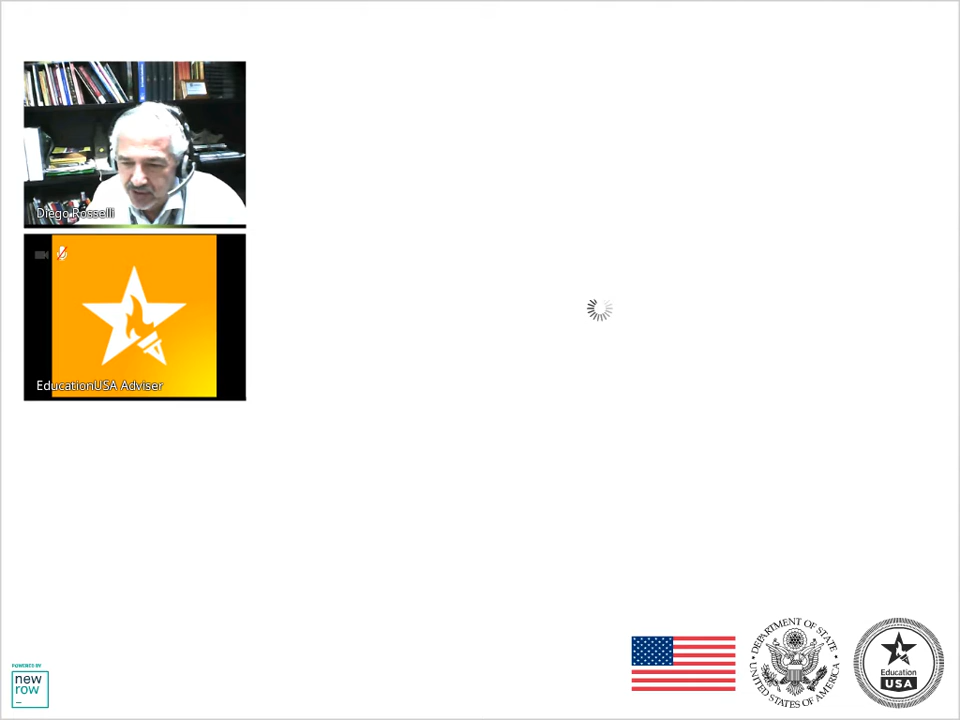 Diego Rosselli
EducationUSA Adviser
POWERED BY
new
row
DEPARTMENT OF STATE
UNITED STATES OF AMERICA
Education
USA